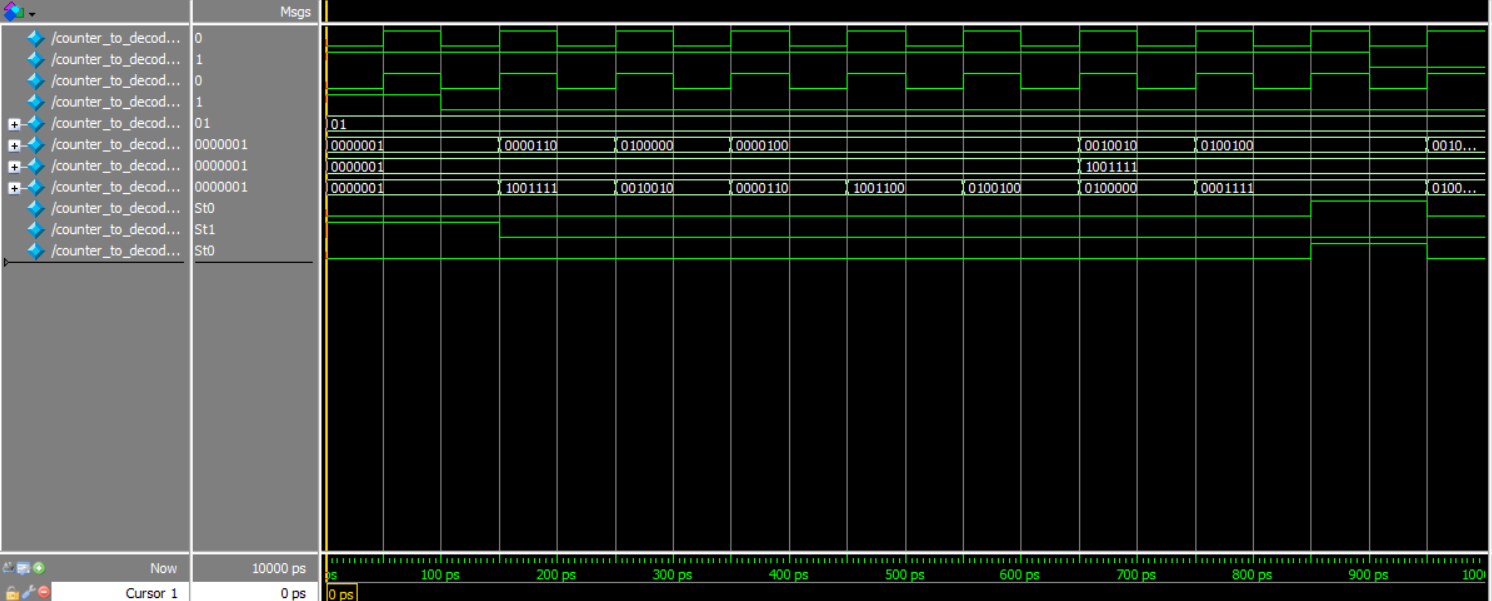 Msgs
/counter_to_decod... 0
/counter_to_decod... 1
/counter_to_decod... 0
/counter_to_decod... 1
/counter_to_decod... 01 01
/counter_to_decod... 0000001 0000001 0000110 0100000 0000100 0010010 0100100 0010...
/counter_to_decod... 0000001 0000001 1001111
/counter_to_decod... 0000001 0000001 1001111 0010010 0000110 1001100 0100100 0100000 0001111 0100...
/counter_to_decod... St0
/counter_to_decod... St1
/counter_to_decod... St0
Now 10000 ps ps 100 ps 200 ps 300 ps 400 ps 500 ps 600 ps 700 ps 800 ps 900 ps 100
Cursor 1 0 ps 0 ps